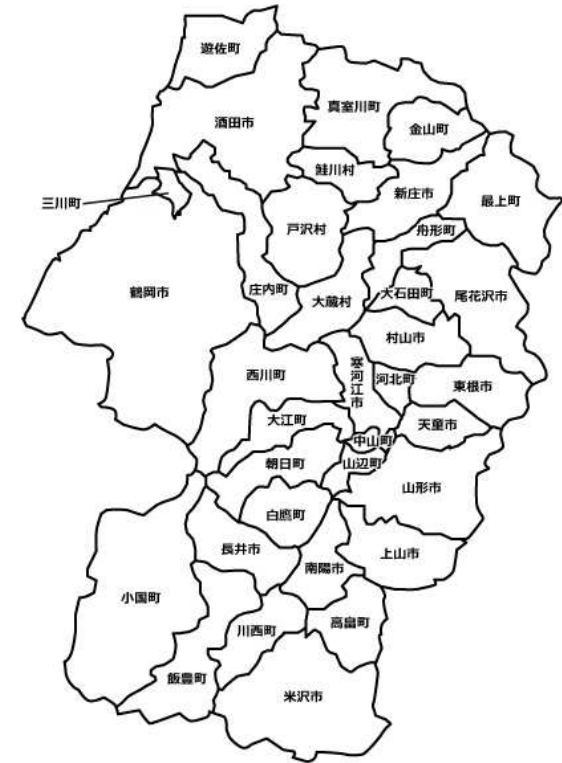 遊佐町
酒田市
真室川町
金山町
鮭川村
新庄市
最上町
三川町
戸沢村
舟形町
鶴岡市
庄内町
大蔵村
大石田町
尾花沢市
村山市
西川町
寒河江市
河北町
東根市
大江町
天童市
中山町
朝日町
山辺町
山形市
白鷹町
長井市
上山市
南陽市
小国町
高畠町
川西町
飯豊町
米沢市